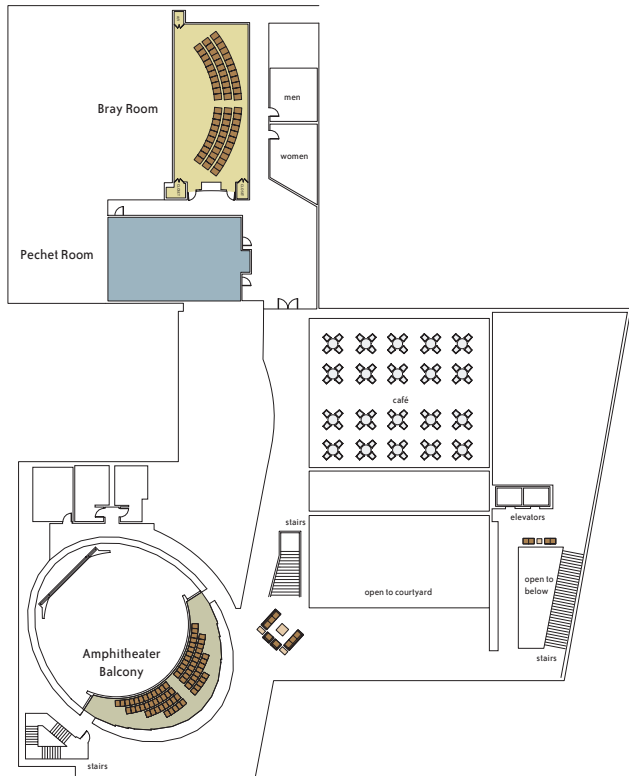 Bray Room
men
women
Pechet Room
café
elevators
stairs
open to
below
open to courtyard
stairs
Amphitheater
Balcony
stairs